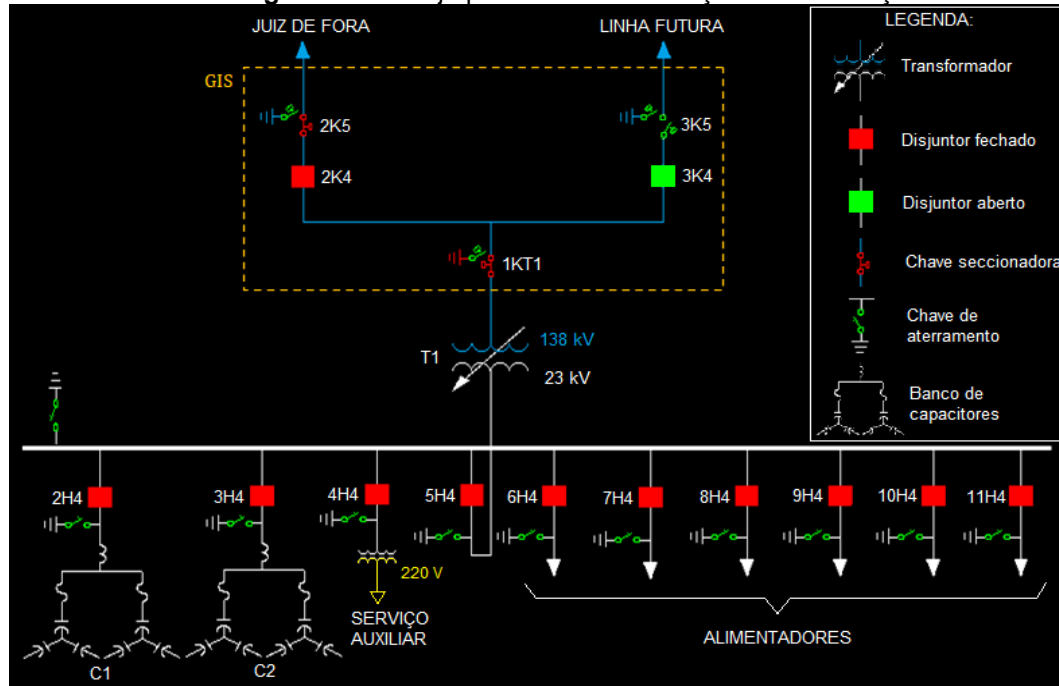 JUIZ DE FORA
LINHA FUTURA
LEGENDA:
GIS
Transformador
2K5
3K5
Disjuntor fechado
2K4
3K4
Disjuntor aberto
1KT1
Chave seccionadora
T1
138 kV
23 kV
Chave de
aterramento
Banco de
capacitores
2H4
3H4
4H4
5H4
6H4
7H4
8H4
9H4
10H4
11H4
220 V
SERVIÇO
AUXILIAR
ALIMENTADORES
C1
C2